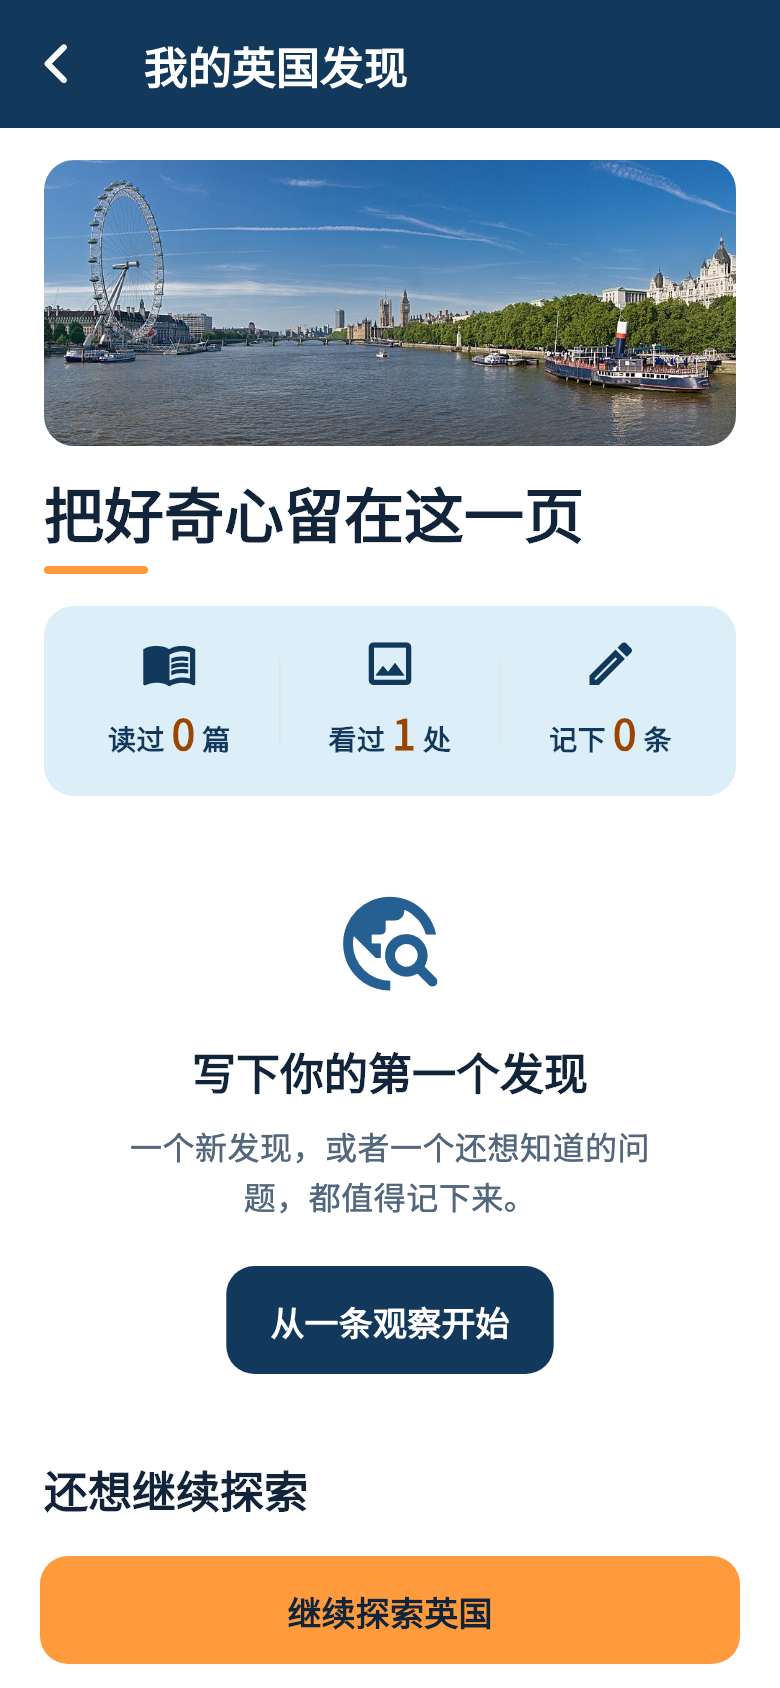 我的英国发现
把好奇心留在这一页
读过 0 篇
看过 1 处
记下 0 条
写下你的第一个发现
一个新发现，或者一个还想知道的问
题，都值得记下来。
从一条观察开始
还想继续探索
继续探索英国